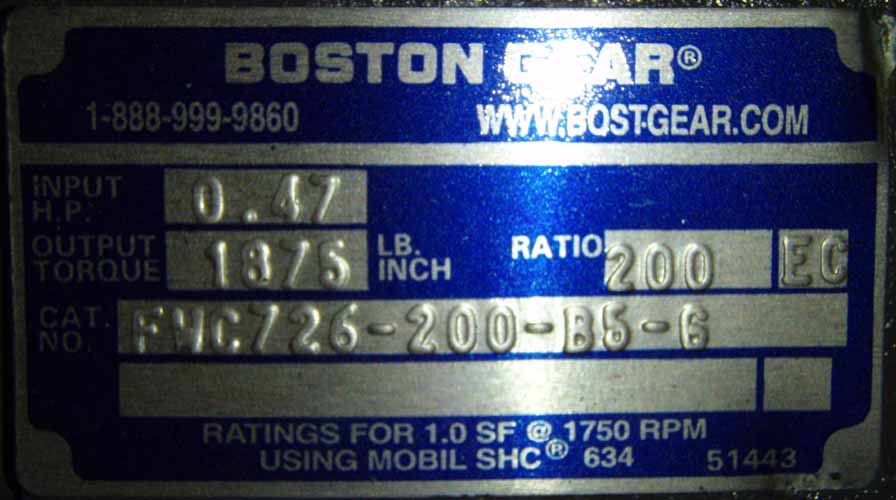 BOSTON GEAR®
1-888-999-9860 WWW.BOSTGEAR.COM
INPUT H.P. 0.47
OUTPUT TORQUE 1875 LB. INCH RATIO 200 EC
CAT. NO. FWC726-200-B5-G
RATINGS FOR 1.0 SF @ 1750 RPM
USING MOBIL SHC® 634 51443